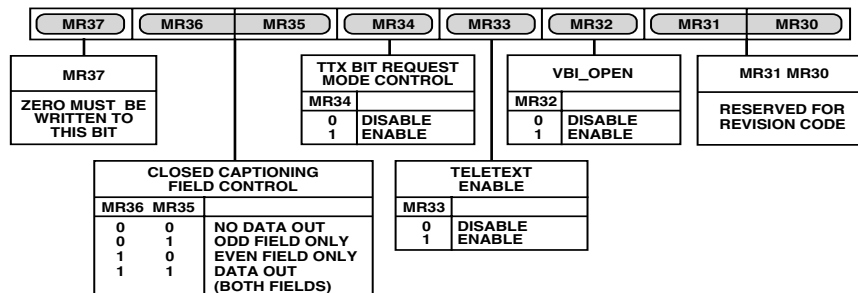 MR37 MR36 MR35 MR34 MR33 MR32 MR31 MR30
MR37
ZERO MUST BE
WRITTEN TO
THIS BIT
TTX BIT REQUEST
MODE CONTROL
MR34
0 DISABLE
1 ENABLE
VBI_OPEN
MR32
0 DISABLE
1 ENABLE
MR31 MR30
RESERVED FOR
REVISION CODE
CLOSED CAPTIONING
FIELD CONTROL
MR36 MR35
0 0 NO DATA OUT
0 1 ODD FIELD ONLY
1 0 EVEN FIELD ONLY
1 1 DATA OUT
(BOTH FIELDS)
TELETEXT
ENABLE
MR33
0 DISABLE
1 ENABLE